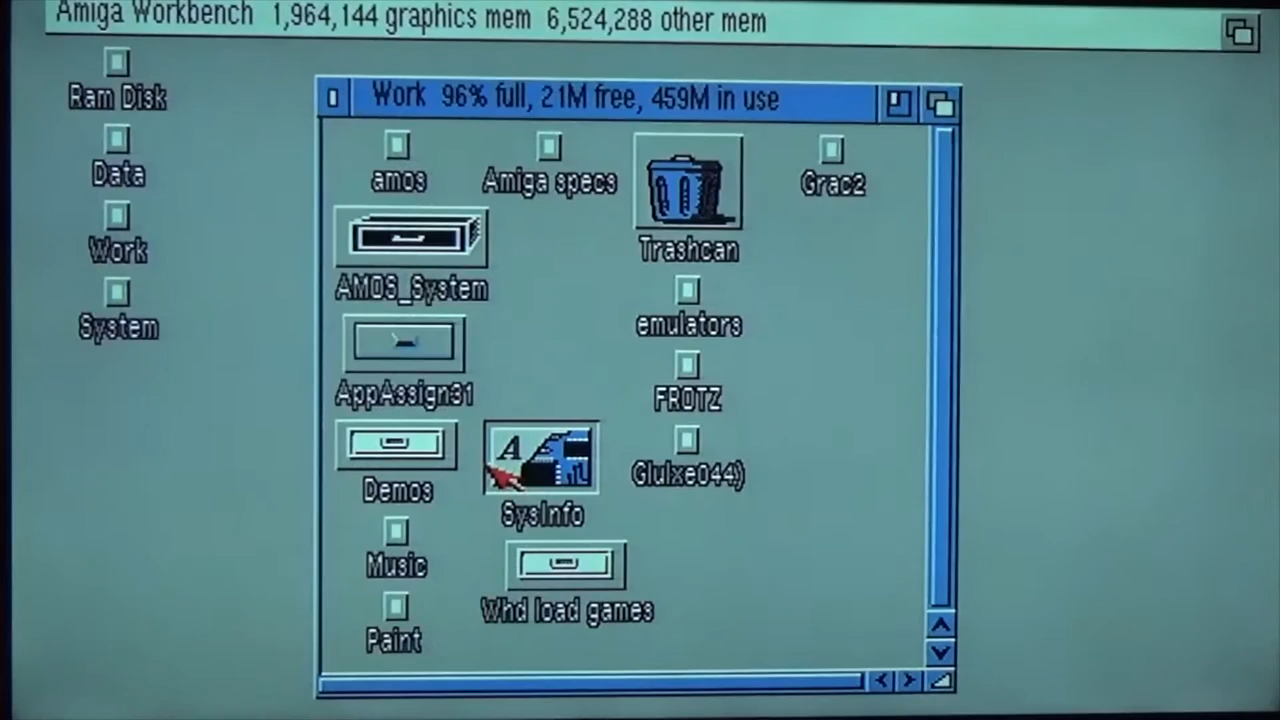 Amiga Workbench 1,964,144 graphics mem 6,524,288 other mem
Ram Disk
Data
Work
System
Work 96% full, 21M free, 459M in use
amos
Amiga specs
Trashcan
Grac2
AMOS_System
emulators
AppAssign31
FROTZ
Demos
A
SysInfo
Glulxe044)
Music
Whd load games
Paint